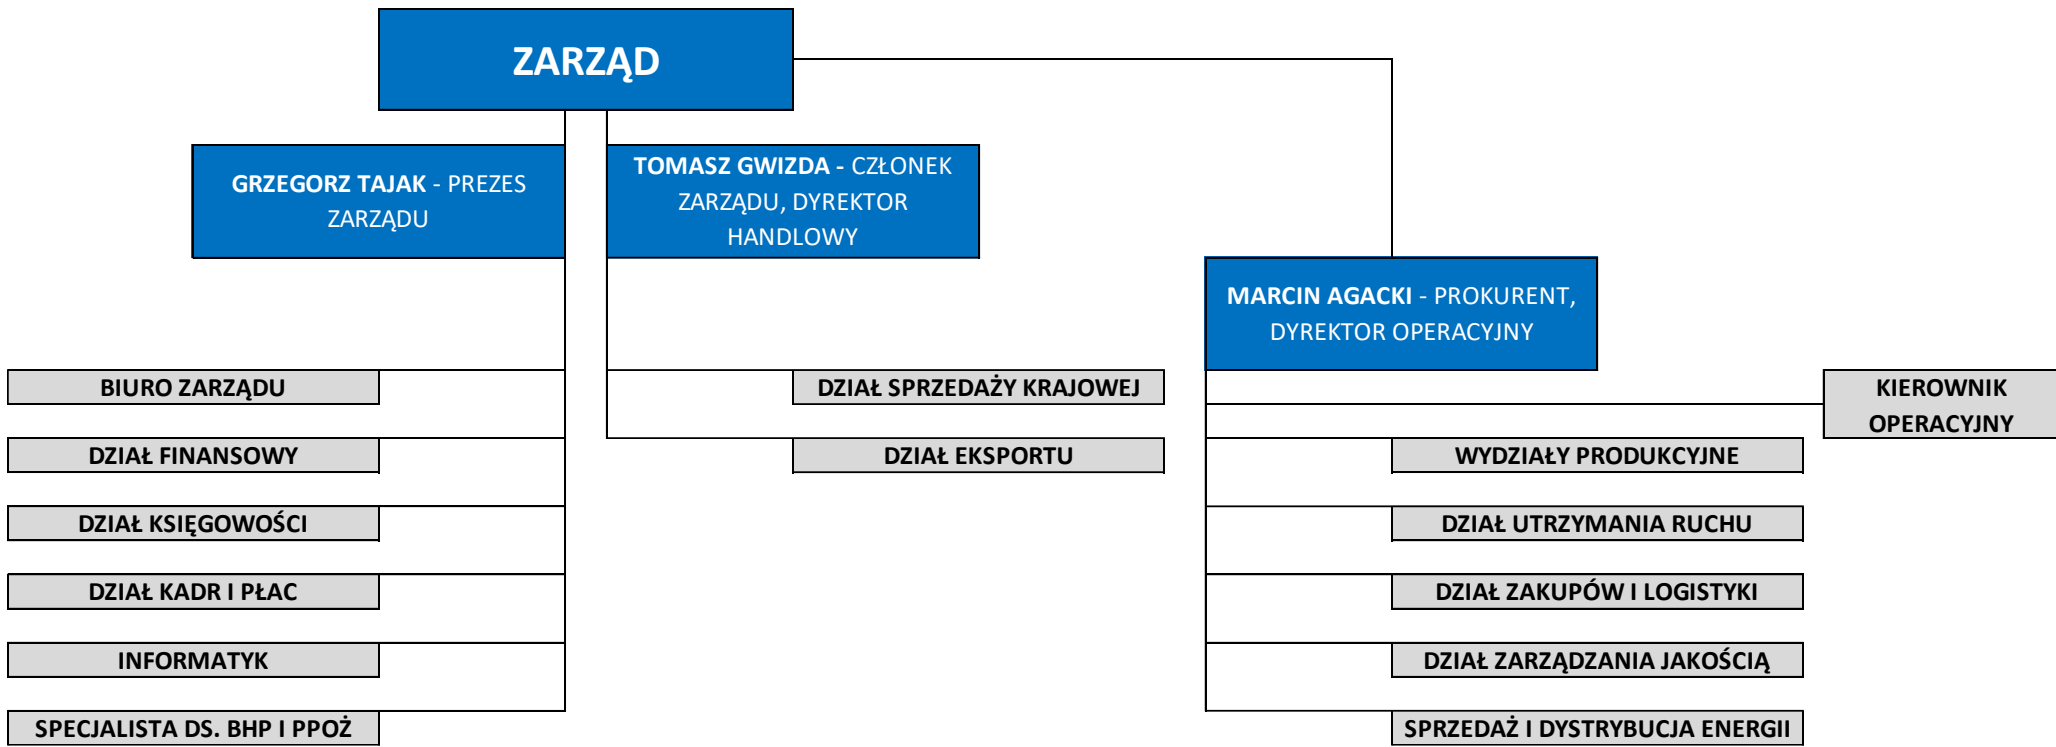 ZARZĄD
GRZEGORZ TAJAK - PREZES
ZARZĄDU
TOMASZ GWIZDA - CZŁONEK
ZARZĄDU, DYREKTOR
HANDLOWY
MARCIN AGACKI - PROKURENT,
DYREKTOR OPERACYJNY
BIURO ZARZĄDU
DZIAŁ FINANSOWY
DZIAŁ KSIĘGOWOŚCI
DZIAŁ KADR I PŁAC
INFORMATYK
SPECJALISTA DS. BHP I PPOŻ
DZIAŁ SPRZEDAŻY KRAJOWEJ
DZIAŁ EKSPORTU
KIEROWNIK
OPERACYJNY
WYDZIAŁY PRODUKCYJNE
DZIAŁ UTRZYMANIA RUCHU
DZIAŁ ZAKUPÓW I LOGISTYKI
DZIAŁ ZARZĄDZANIA JAKOŚCIĄ
SPRZEDAŻ I DYSTRYBUCJA ENERGII